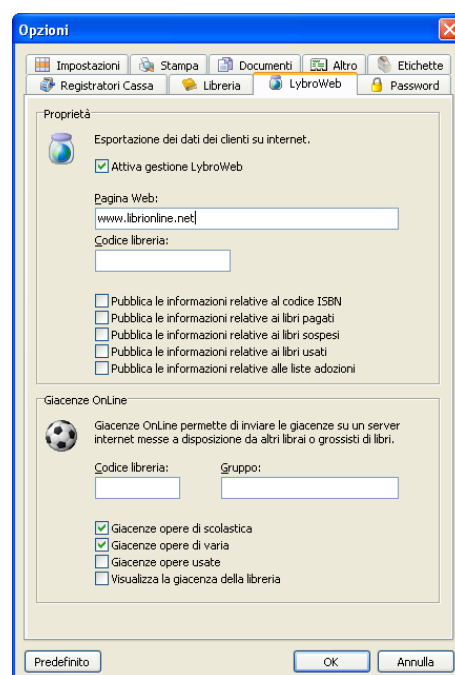 Opzioni
Impostazioni Stampa Documenti Altro Etichette
Registratori Cassa Libreria LybroWeb Password
Proprietà
Esportazione dei dati dei clienti su internet.
Attiva gestione LybroWeb
Pagina Web:
www.librionline.net
Codice libreria:
Pubblica le informazioni relative al codice ISBN
Pubblica le informazioni relative ai libri pagati
Pubblica le informazioni relative ai libri sospesi
Pubblica le informazioni relative ai libri usati
Pubblica le informazioni relative alle liste adozioni
Giacenze OnLine
Giacenze OnLine permette di inviare le giacenze su un server
internet messe a disposizione da altri librai o grossisti
di libri.
Codice libreria: Gruppo:
Giacenze opere di scolastica
Giacenze opere di varia
Giacenze opere usate
Visualizza la giacenza della libreria
Predefinito OK Annulla